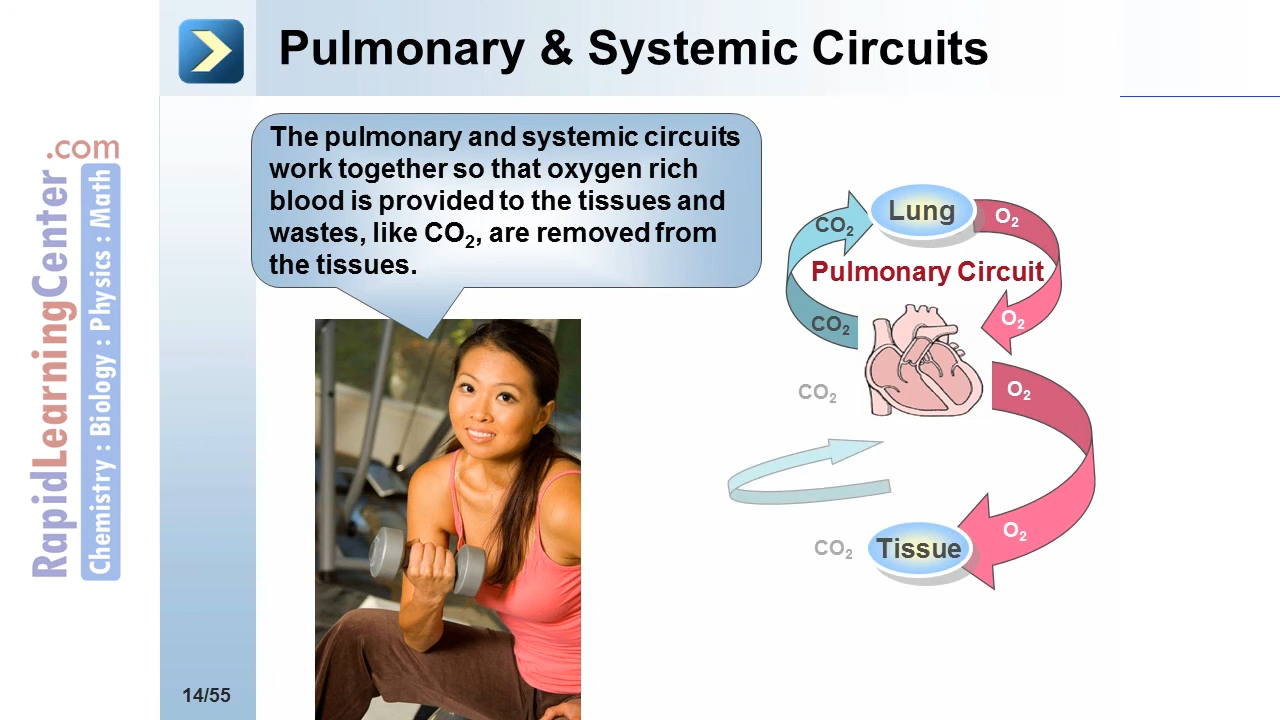 Pulmonary & Systemic Circuits
The pulmonary and systemic circuits
work together so that oxygen rich
blood is provided to the tissues and
wastes, like CO₂, are removed from
the tissues.
Lung
CO₂
O₂
Pulmonary Circuit
CO₂
O₂
CO₂
O₂
O₂
CO₂
Tissue
RapidLearningCenter.com
Chemistry : Biology : Physics : Math
14/55